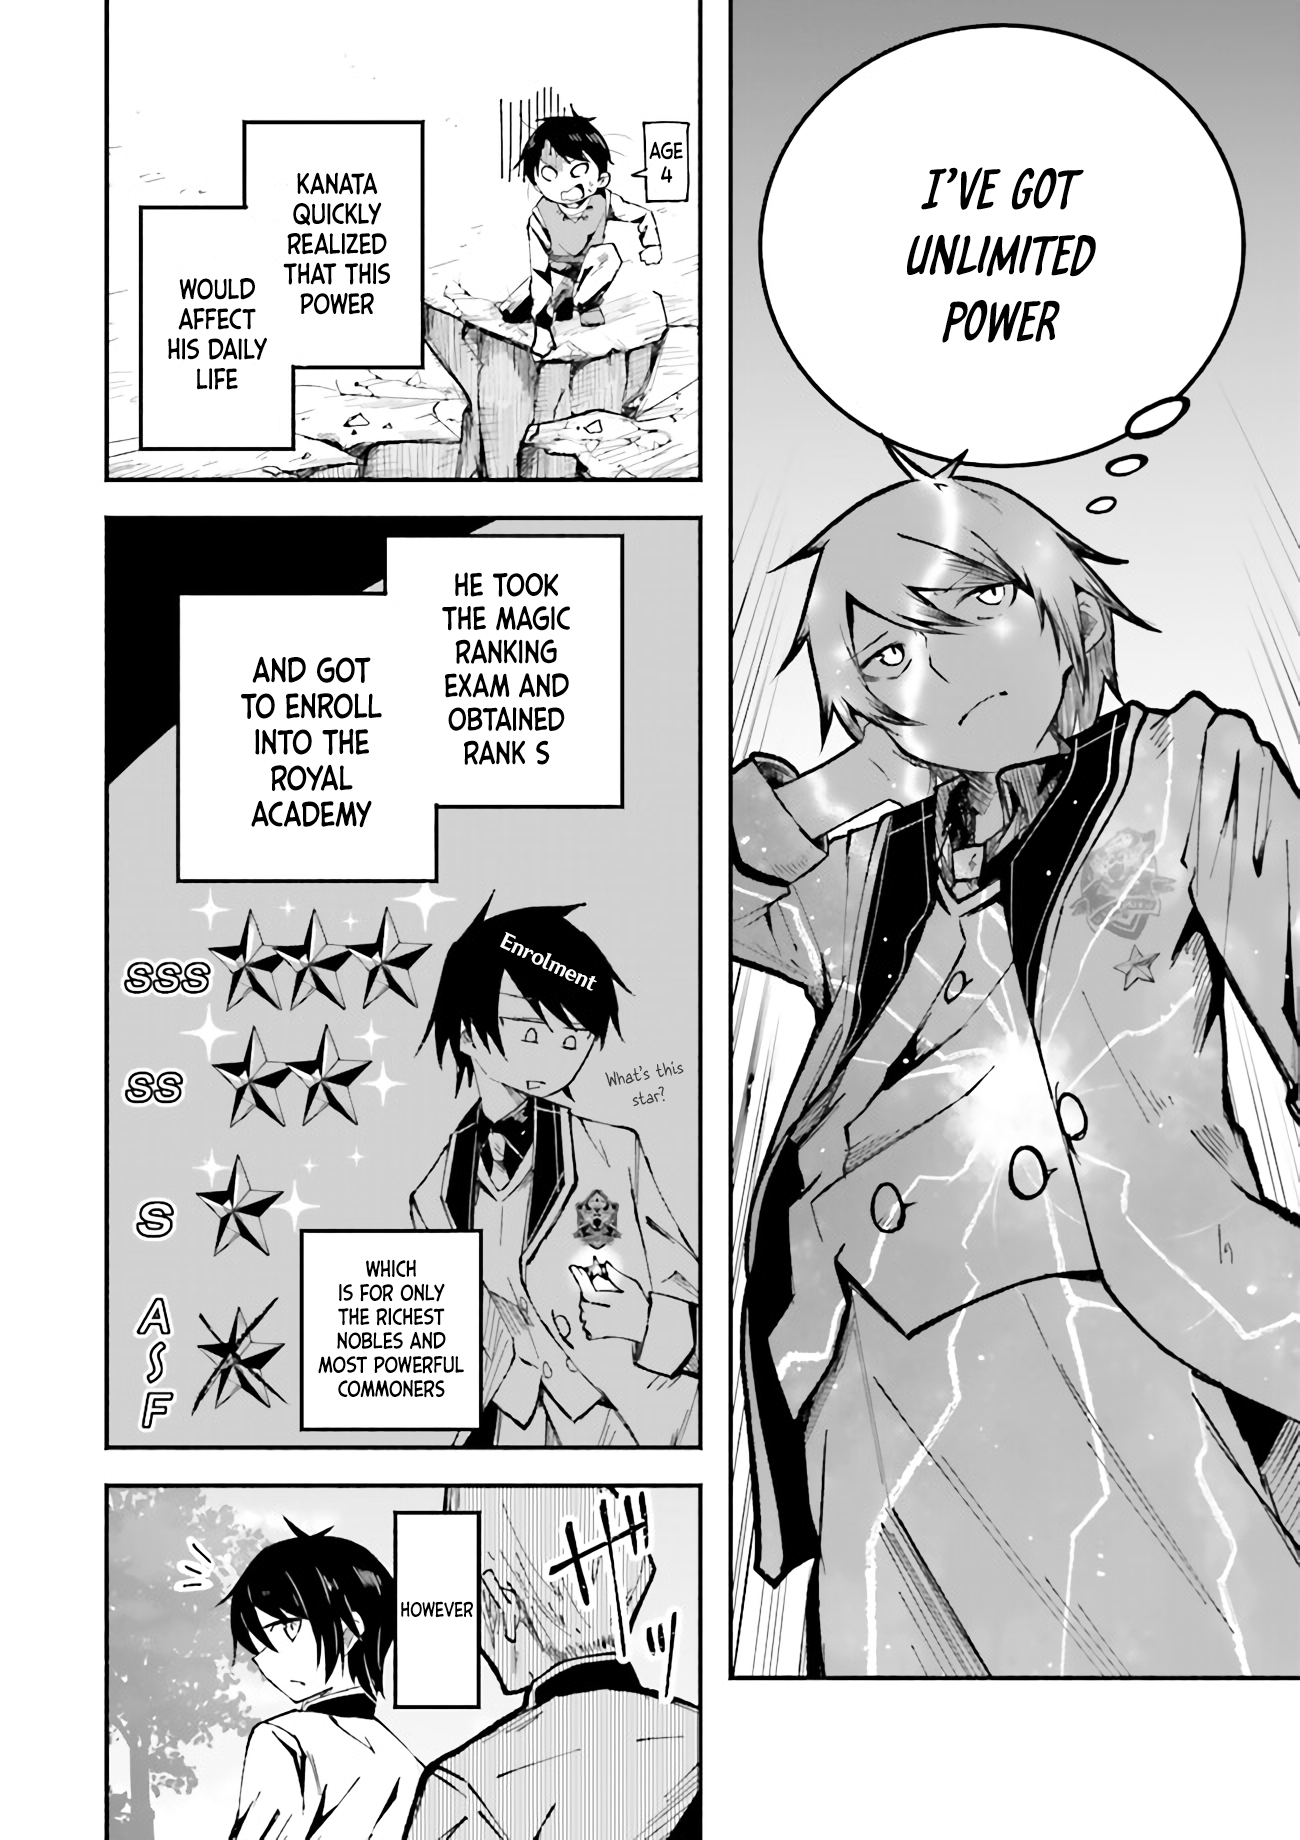 I'VE GOT
UNLIMITED
POWER
AGE
4
KANATA
QUICKLY
REALIZED
THAT THIS
POWER
WOULD
AFFECT
HIS DAILY
LIFE
HE TOOK
THE MAGIC
RANKING
EXAM AND
OBTAINED
RANK S
AND GOT
TO ENROLL
INTO THE
ROYAL
ACADEMY
SSS
SS
S
A
~
F
Enrolment
What's this
star?
WHICH
IS FOR ONLY
THE RICHEST
NOBLES AND
MOST POWERFUL
COMMONERS
ザッ
HOWEVER